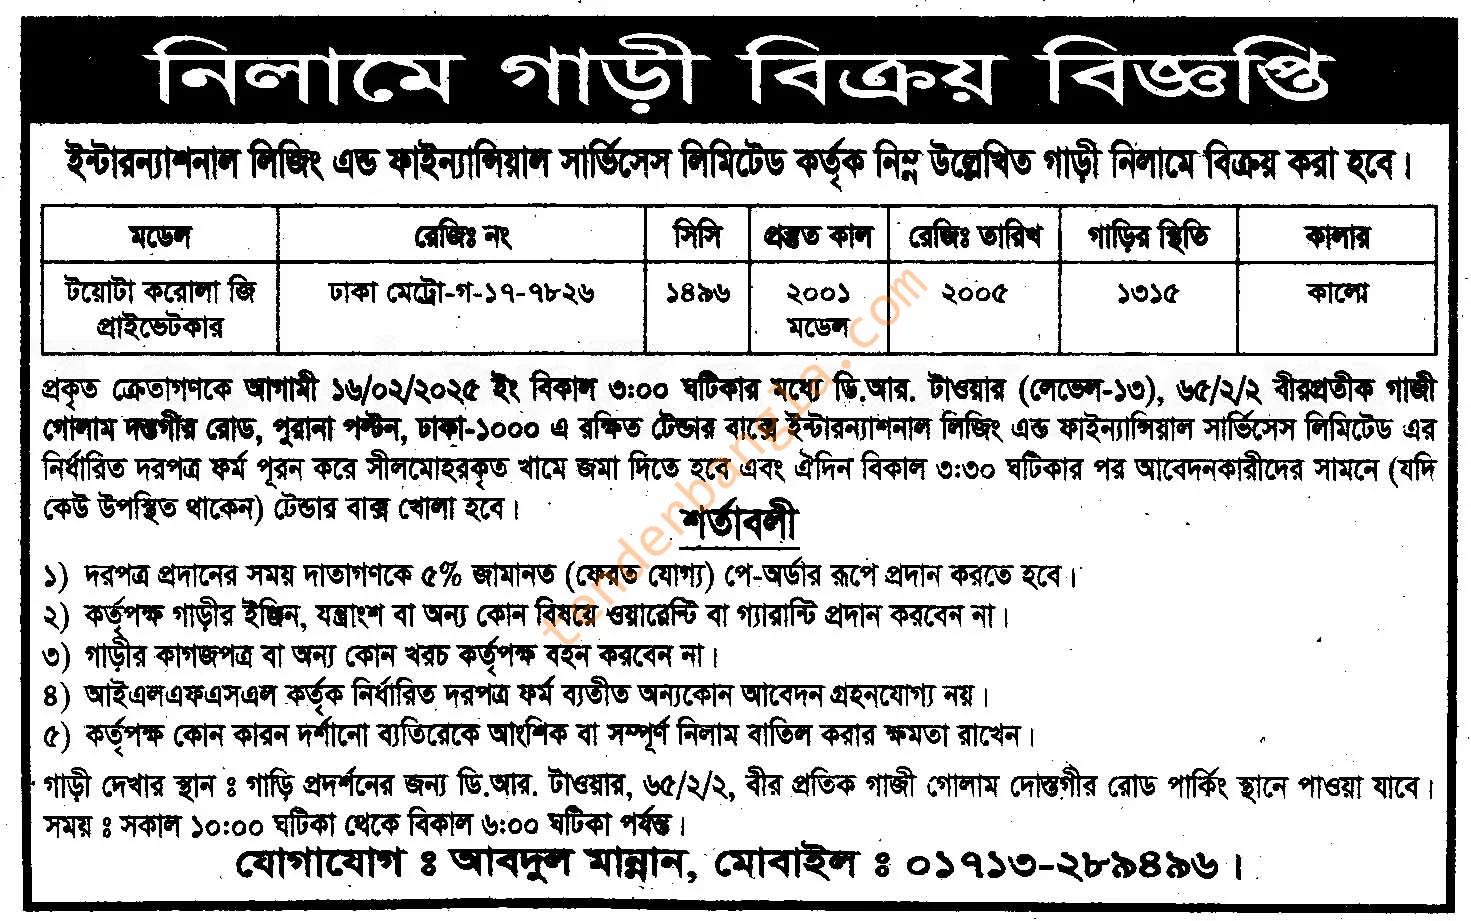 নিলামে গাড়ী বিক্রয় বিজ্ঞপ্তি
ইন্টারন্যাশনাল লিজিং এন্ড ফাইন্যান্সিয়াল সার্ভিসেস লিমিটেড কর্তৃক নিম্ন উল্লেখিত গাড়ী নিলামে বিক্রয় করা হবে।
মডেল রেজিঃ নং সিসি প্রস্তুত কাল রেজিঃ তারিখ গাড়ির স্থিতি কালার
টয়োটা করোলা জি ঢাকা মেট্রো-গ-১৭-৭৮২৬ ১৪৯৬ ২০০১ ২০০৫ ১৩১৫ কালো
প্রাইভেটকার মডেল
প্রকৃত ক্রেতাগণকে আগামী ১৬/০২/২০২৫ ইং বিকাল ৩:০০ ঘটিকার মধ্যে ডি.আর. টাওয়ার (লেভেল-১৩), ৬৫/২/২ বীরপ্রতীক গাজী
গোলাম দস্তগীর রোড, পুরানা পল্টন, ঢাকা-১০০০ এ রক্ষিত টেন্ডার বাক্সে ইন্টারন্যাশনাল লিজিং এন্ড ফাইন্যান্সিয়াল সার্ভিসেস লিমিটেড এর
নির্ধারিত দরপত্র ফর্ম পূরন করে সীলমোহরকৃত খামে জমা দিতে হবে এবং ঐদিন বিকাল ৩:৩০ ঘটিকার পর আবেদনকারীদের সামনে (যদি
কেউ উপস্থিত থাকেন) টেন্ডার বাক্স খোলা হবে।
শর্তাবলী
১) দরপত্র প্রদানের সময় দাতাগণকে ৫% জামানত (ফেরত যোগ্য) পে-অর্ডার রূপে প্রদান করতে হবে।
২) কর্তৃপক্ষ গাড়ীর ইঞ্জিন, যন্ত্রাংশ বা অন্য কোন বিষয়ে ওয়ারেন্টি বা গ্যারান্টি প্রদান করবেন না।
৩) গাড়ীর কাগজপত্র বা অন্য কোন খরচ কর্তৃপক্ষ বহন করবেন না।
৪) আইএলএফএসএল কর্তৃক নির্ধারিত দরপত্র ফর্ম ব্যতীত অন্যকোন আবেদন গ্রহনযোগ্য নয়।
৫) কর্তৃপক্ষ কোন কারন দর্শানো ব্যতিরেকে আংশিক বা সম্পূর্ণ নিলাম বাতিল করার ক্ষমতা রাখেন।
গাড়ী দেখার স্থান ঃ গাড়ি প্রদর্শনের জন্য ডি.আর. টাওয়ার, ৬৫/২/২, বীর প্রতিক গাজী গোলাম দোস্তগীর রোড পার্কিং স্থানে পাওয়া যাবে।
সময় ঃ সকাল ১০:০০ ঘটিকা থেকে বিকাল ৬:০০ ঘটিকা পর্যন্ত।
যোগাযোগ ঃ আবদুল মান্নান, মোবাইল ঃ ০১৭১৩-২৮৯৪৯৬।
tenderbangla.com